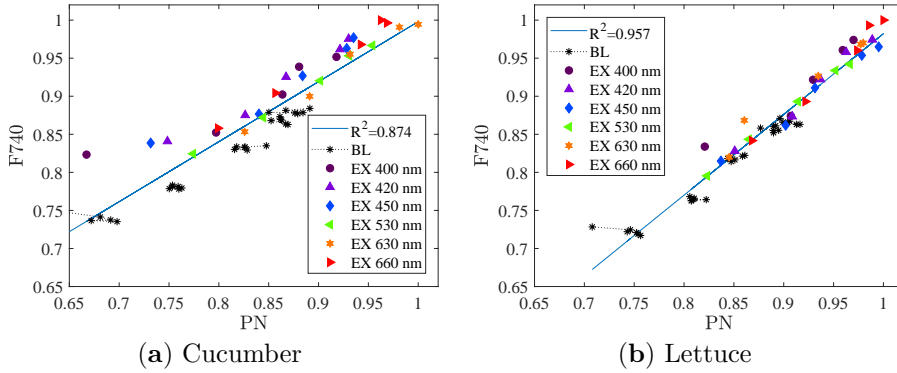 1
0.95
0.9
0.85
0.8
0.75
0.7
0.65
F740
0.65 0.7 0.75 0.8 0.85 0.9 0.95 1
PN
R²=0.874
BL
EX 400 nm
EX 420 nm
EX 450 nm
EX 530 nm
EX 630 nm
EX 660 nm
(a) Cucumber
1
0.95
0.9
0.85
0.8
0.75
0.7
0.65
F740
0.65 0.7 0.75 0.8 0.85 0.9 0.95 1
PN
R²=0.957
BL
EX 400 nm
EX 420 nm
EX 450 nm
EX 530 nm
EX 630 nm
EX 660 nm
(b) Lettuce